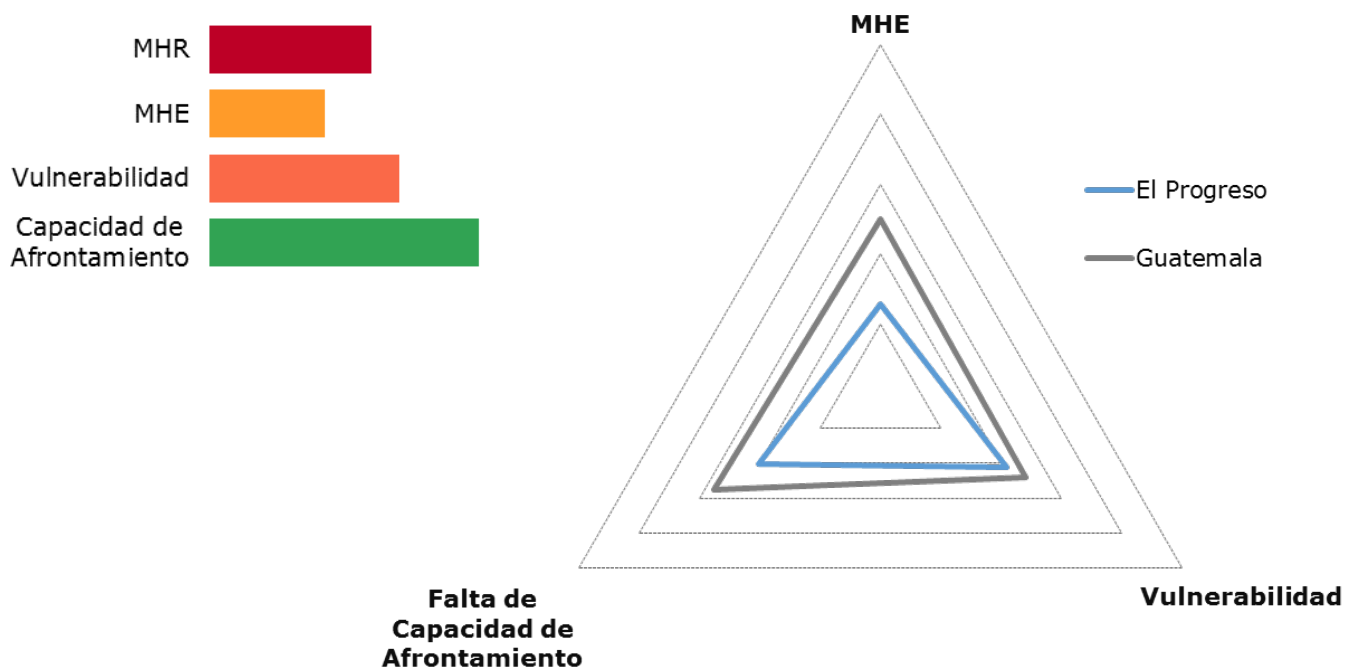 MHR
MHE
Vulnerabilidad
Capacidad de
Afrontamiento
MHE
El Progreso
Guatemala
Vulnerabilidad
Falta de
Capacidad de
Afrontamiento